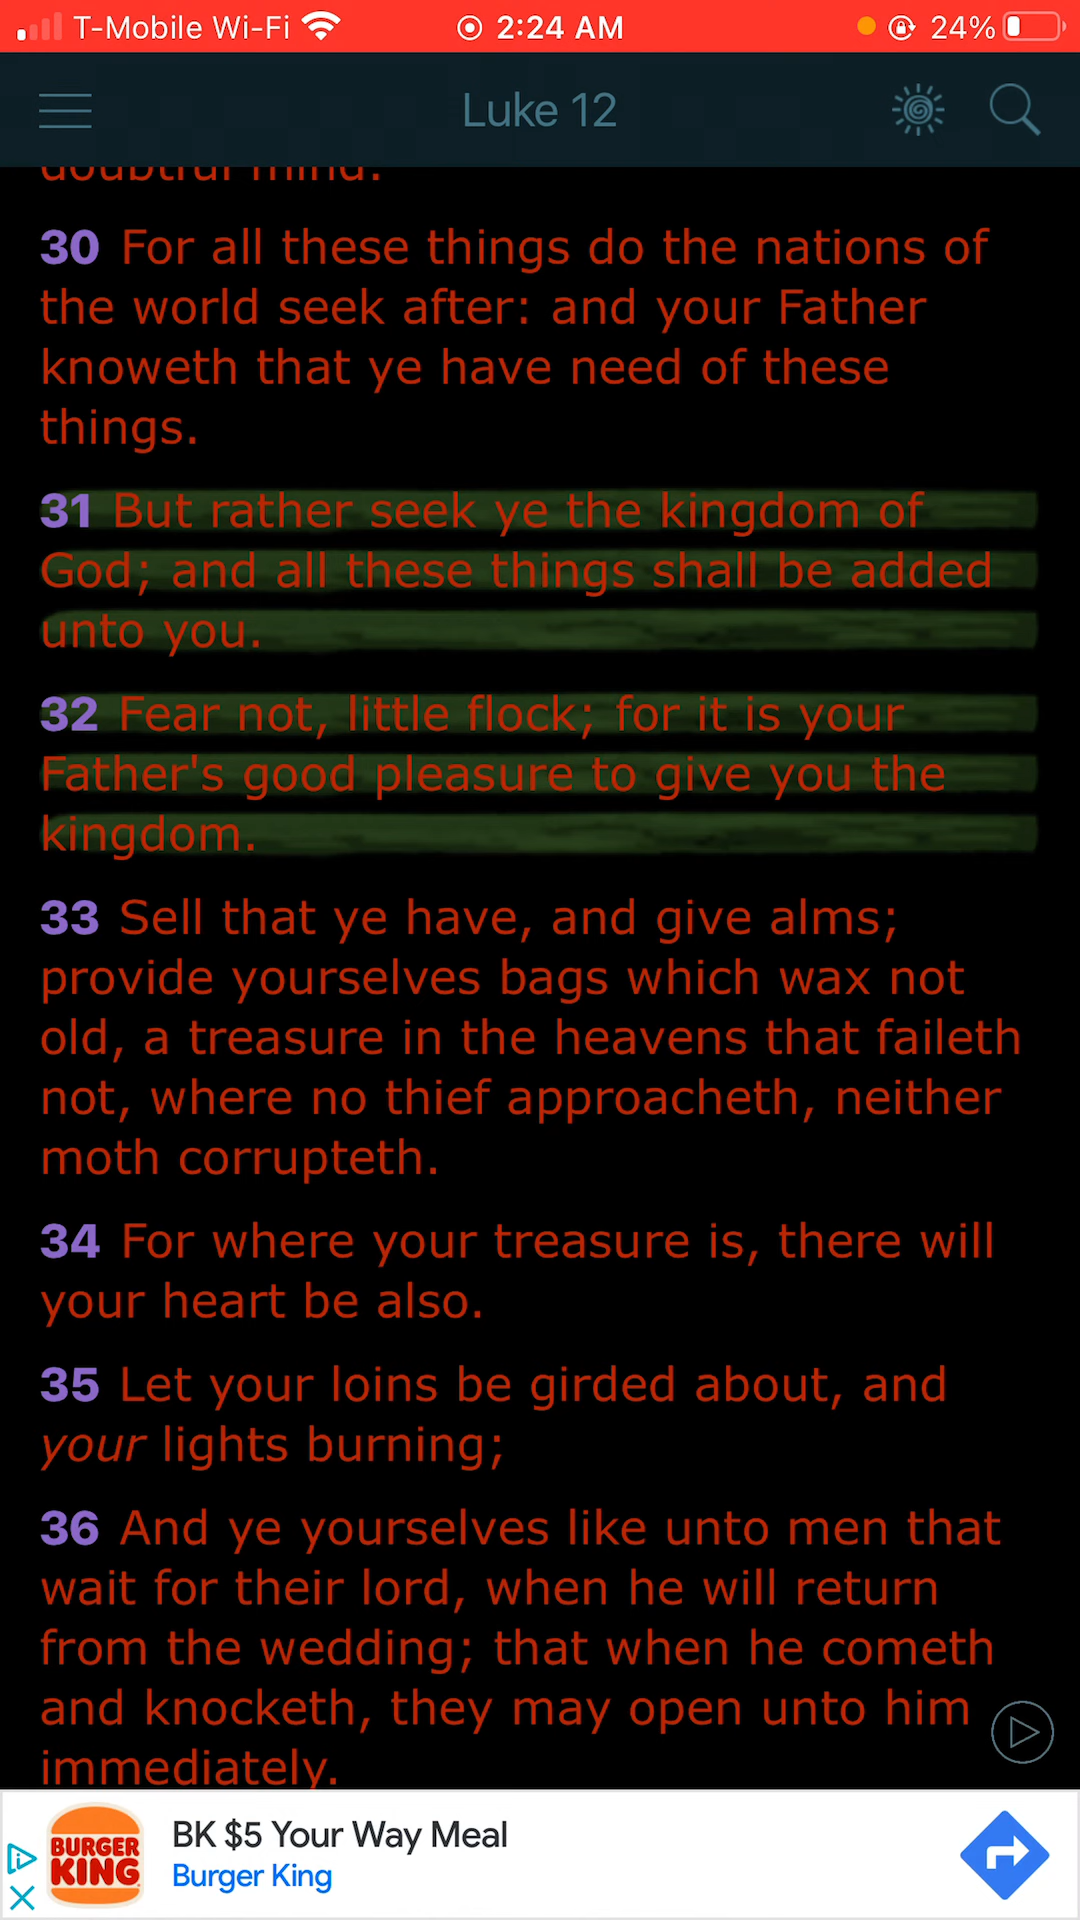 T-Mobile Wi-Fi 2:24 AM 24%
Luke 12
doubtful mind.
30 For all these things do the nations of
the world seek after: and your Father
knoweth that ye have need of these
things.
31 But rather seek ye the kingdom of
God; and all these things shall be added
unto you.
32 Fear not, little flock; for it is your
Father's good pleasure to give you the
kingdom.
33 Sell that ye have, and give alms;
provide yourselves bags which wax not
old, a treasure in the heavens that faileth
not, where no thief approacheth, neither
moth corrupteth.
34 For where your treasure is, there will
your heart be also.
35 Let your loins be girded about, and
your lights burning;
36 And ye yourselves like unto men that
wait for their lord, when he will return
from the wedding; that when he cometh
and knocketh, they may open unto him
immediately.
BURGER
KING
BK $5 Your Way Meal
Burger King